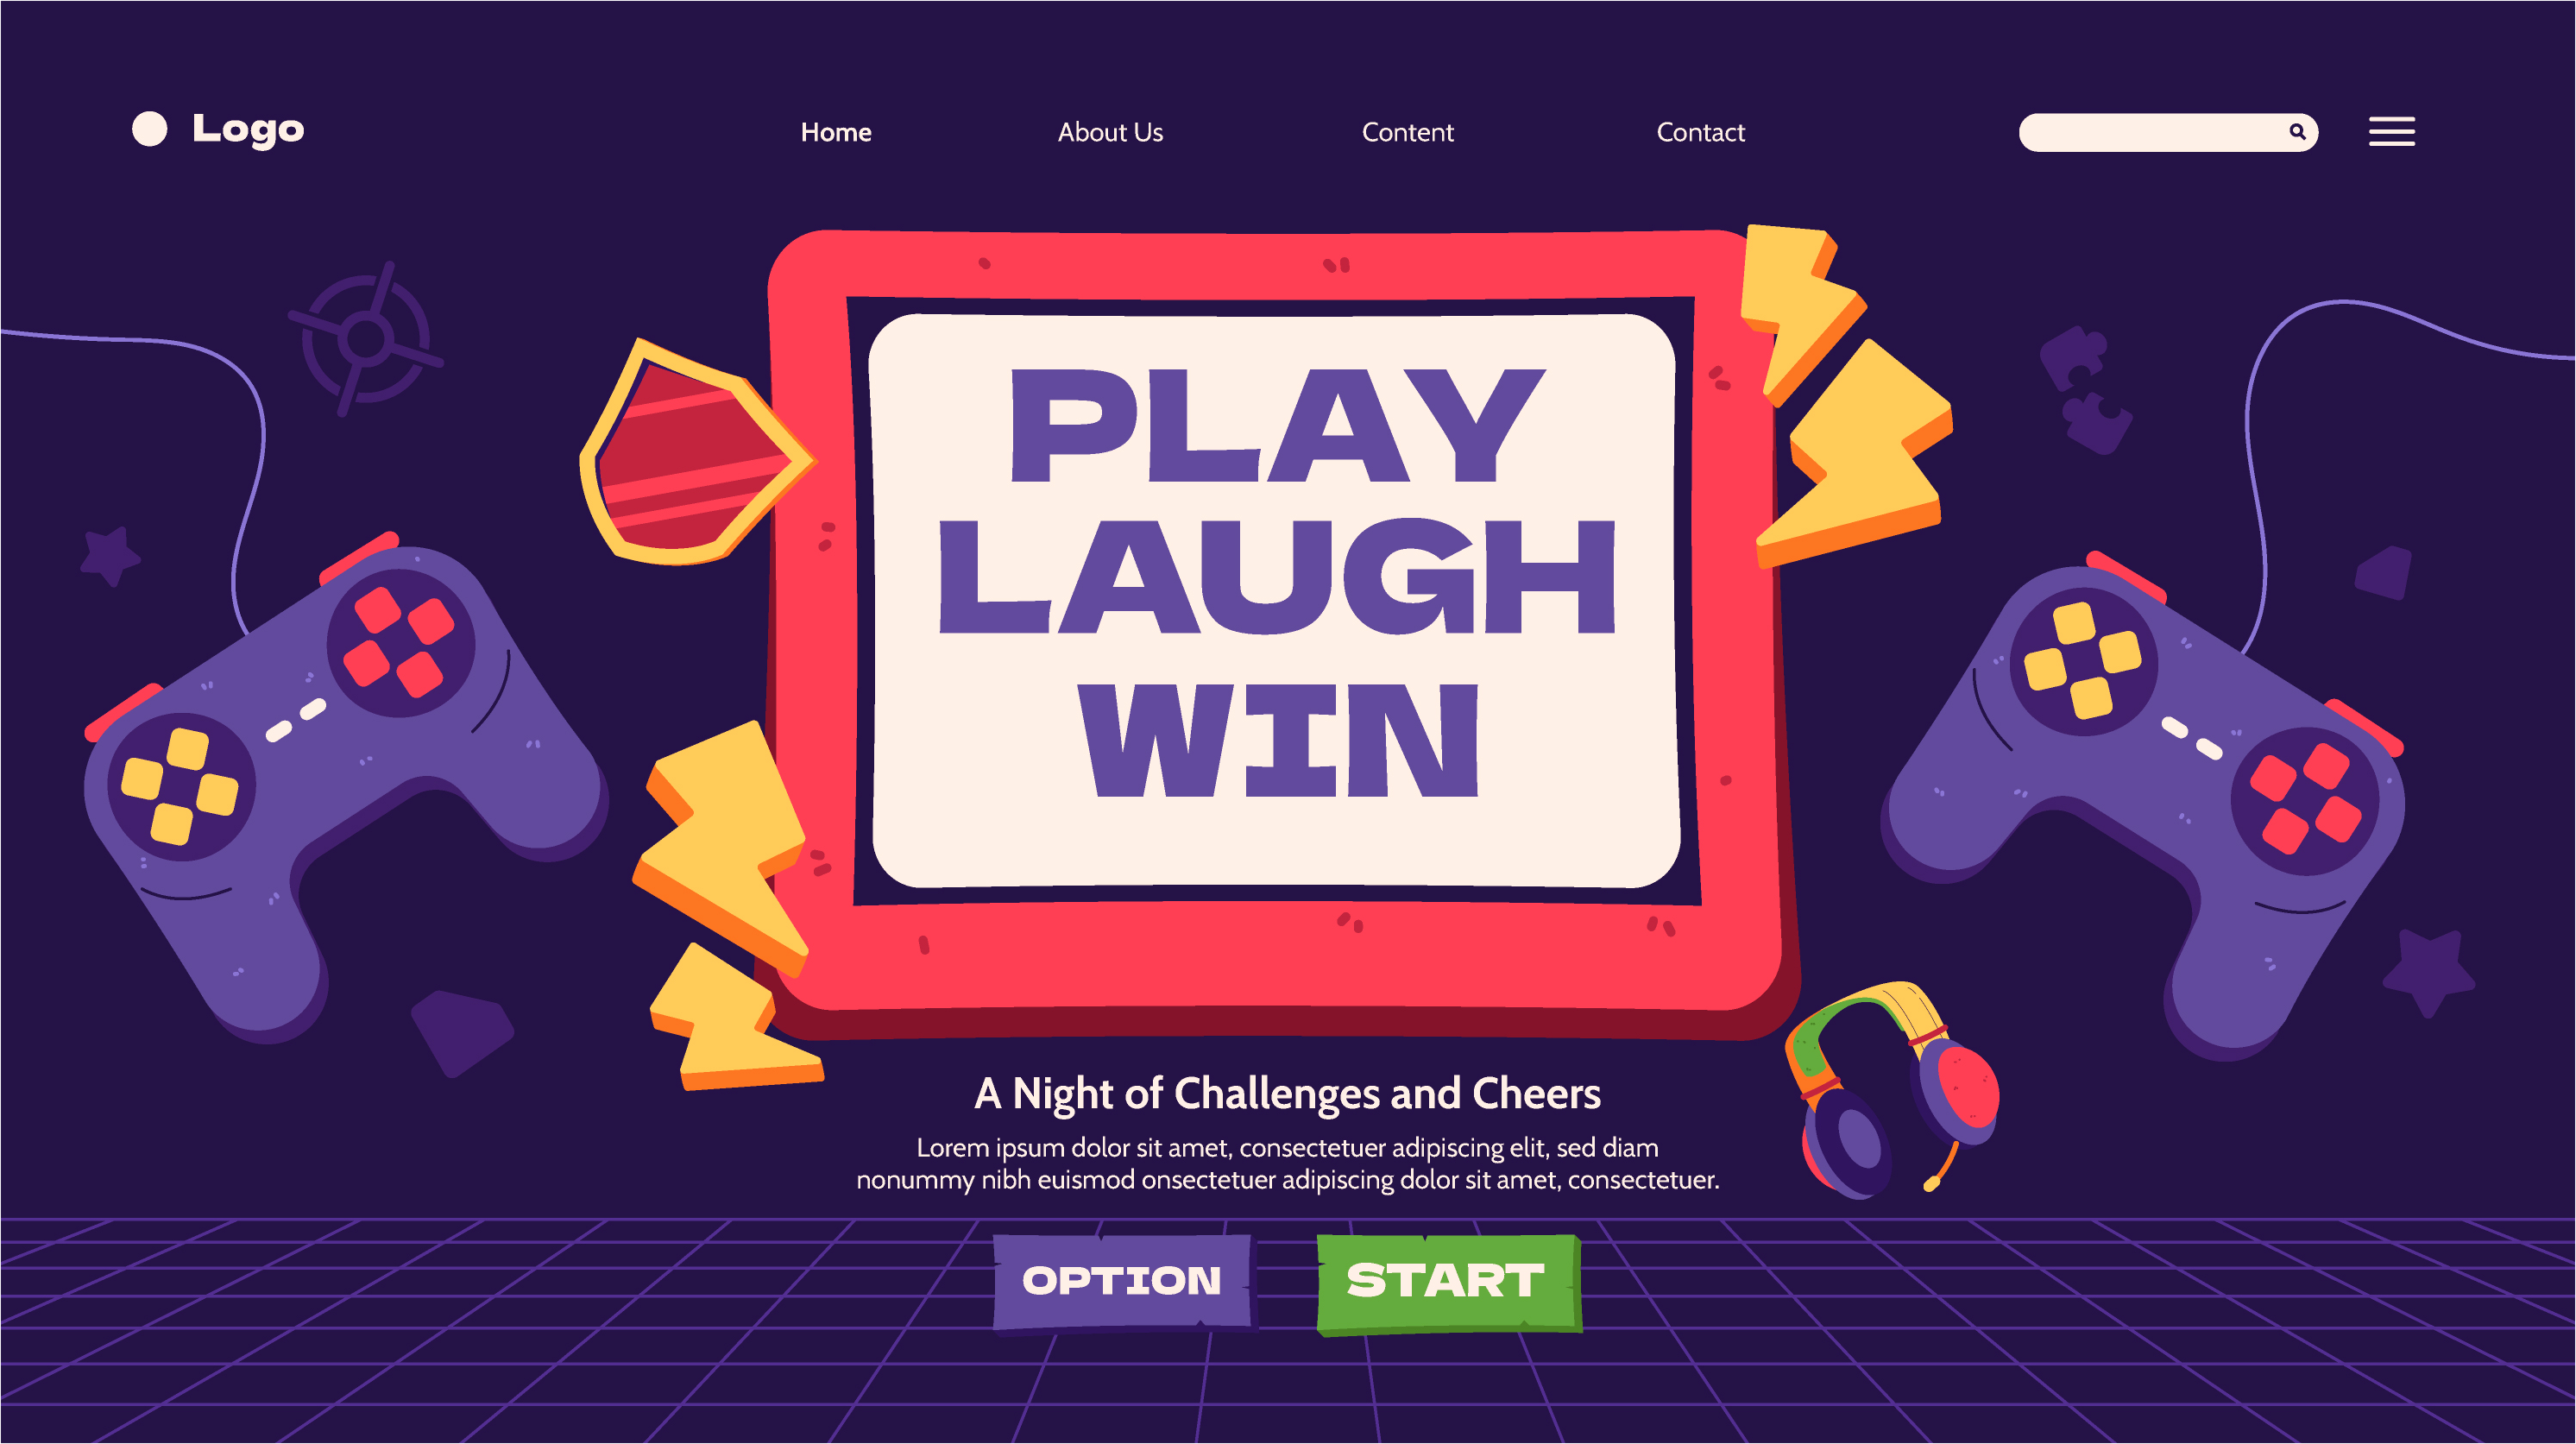 Logo
Home
About Us
Content
Contact
PLAY
LAUGH
WIN
A Night of Challenges and Cheers
Lorem ipsum dolor sit amet, consectetuer adipiscing elit, sed diam
nonummy nibh euismod onsectetuer adipiscing dolor sit amet, consectetuer.
OPTION
START